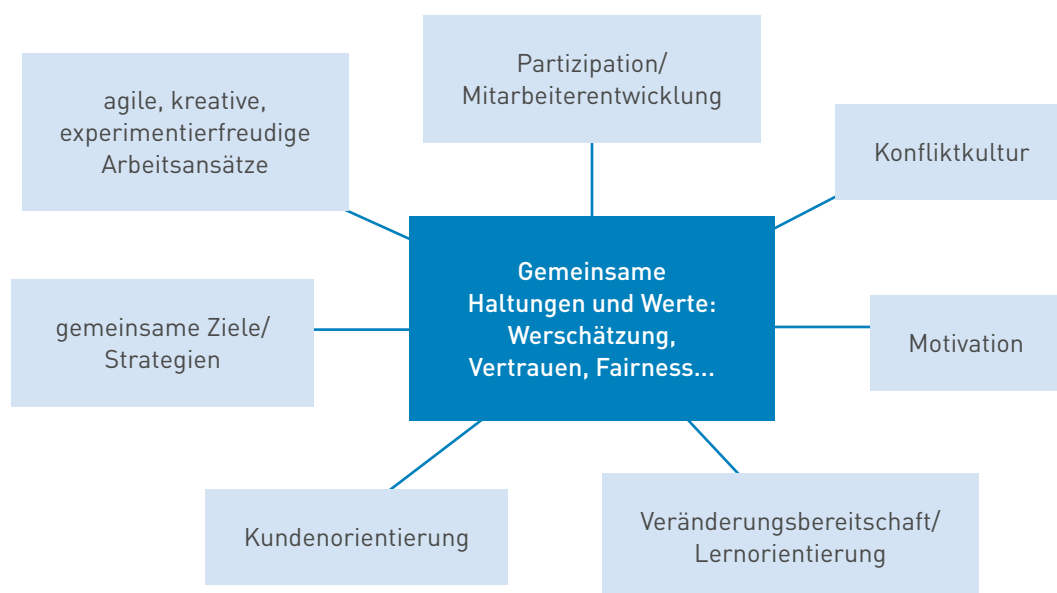 Partizipation/
Mitarbeiterentwicklung
agile, kreative,
experimentierfreudige
Arbeitsansätze
Konfliktkultur
Gemeinsame
Haltungen und Werte:
Werschätzung,
Vertrauen, Fairness...
gemeinsame Ziele/
Strategien
Motivation
Kundenorientierung
Veränderungsbereitschaft/
Lernorientierung